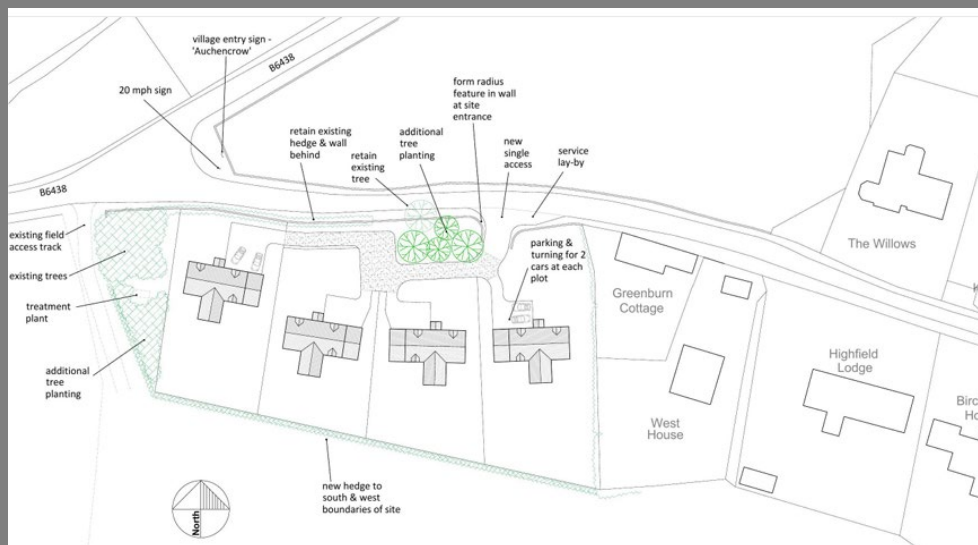 village entry sign -
'Auchencrow'
B6438
20 mph sign
form radius
feature in wall
at site
entrance
retain existing
hedge & wall
behind
additional
tree
planting
retain
existing
tree
new
single
access
service
lay-by
B6438
existing field
access track
existing trees
treatment
plant
additional
tree
planting
parking &
turning for 2
cars at each
plot
The Willows
Greenburn
Cottage
Highfield
Lodge
West
House
new hedge to
south & west
boundaries of site
North